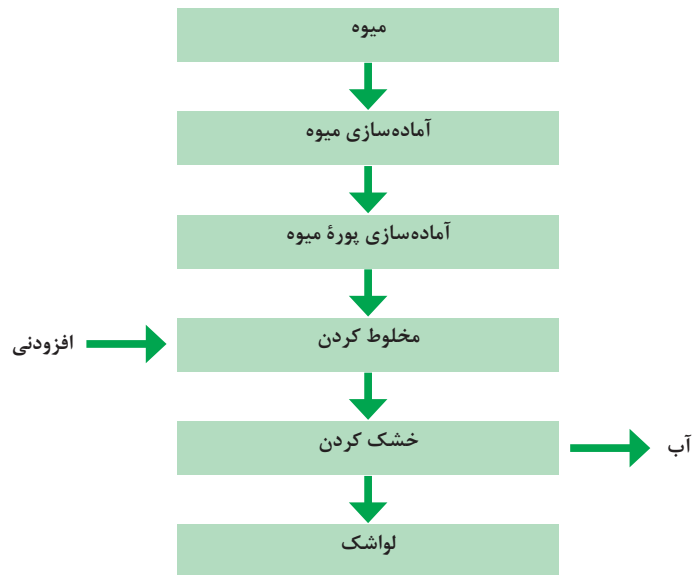 میوه
آماده‌سازی میوه
آماده‌سازی پورهٔ میوه
افزودنی
مخلوط کردن
خشک کردن
آب
لواشک